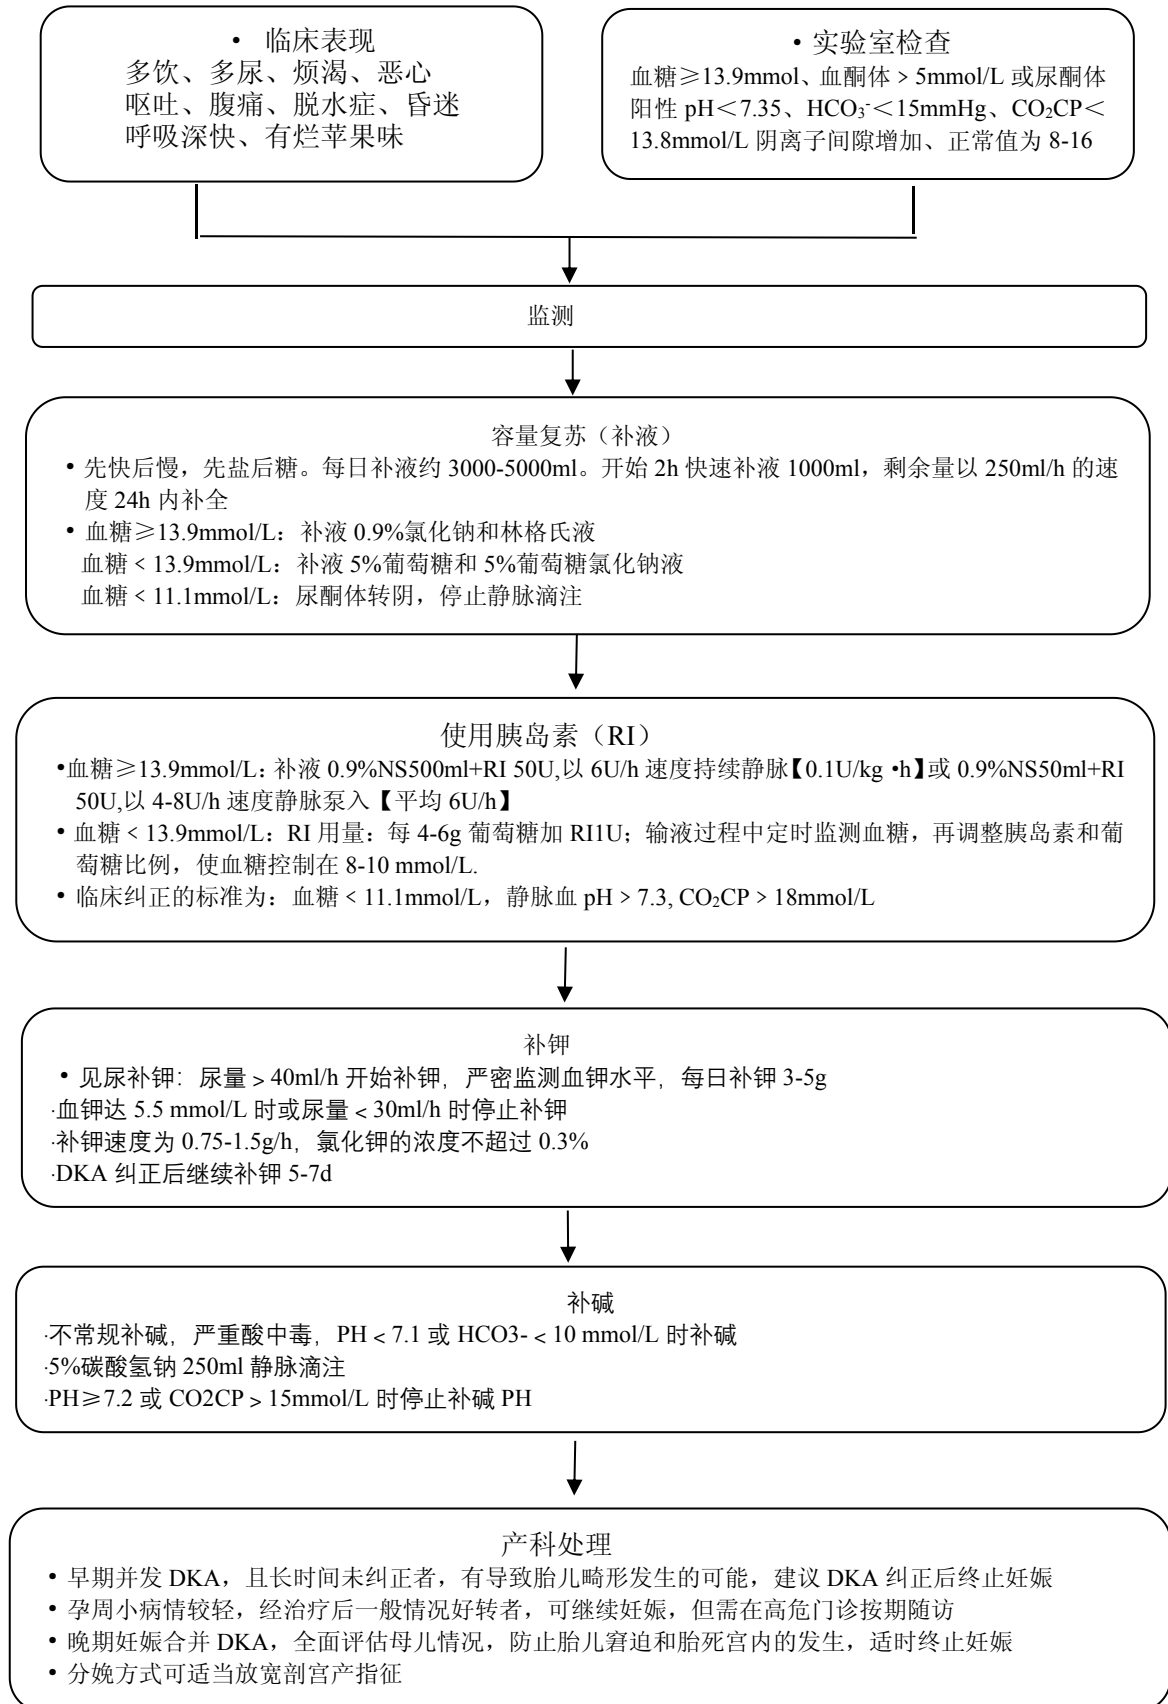 • 临床表现
多饮、多尿、烦渴、恶心
呕吐、腹痛、脱水症、昏迷
呼吸深快、有烂苹果味
• 实验室检查
血糖≥13.9mmol、血酮体﹥5mmol/L 或尿酮体
阳性 pH＜7.35、HCO₃⁻＜15mmHg、CO₂CP＜
13.8mmol/L 阴离子间隙增加、正常值为 8-16
监测
容量复苏（补液）
• 先快后慢，先盐后糖。每日补液约 3000-5000ml。开始 2h 快速补液 1000ml，剩余量以 250ml/h 的速
度 24h 内补全
• 血糖≥13.9mmol/L：补液 0.9%氯化钠和林格氏液
血糖﹤13.9mmol/L：补液 5%葡萄糖和 5%葡萄糖氯化钠液
血糖﹤11.1mmol/L：尿酮体转阴，停止静脉滴注
使用胰岛素（RI）
•血糖≥13.9mmol/L：补液 0.9%NS500ml+RI 50U,以 6U/h 速度持续静脉【0.1U/kg •h】或 0.9%NS50ml+RI
50U,以 4-8U/h 速度静脉泵入【平均 6U/h】
• 血糖﹤13.9mmol/L：RI 用量：每 4-6g 葡萄糖加 RI1U；输液过程中定时监测血糖，再调整胰岛素和葡
萄糖比例，使血糖控制在 8-10 mmol/L.
• 临床纠正的标准为：血糖﹤11.1mmol/L，静脉血 pH﹥7.3, CO₂CP﹥18mmol/L
补钾
• 见尿补钾：尿量﹥40ml/h 开始补钾，严密监测血钾水平，每日补钾 3-5g
·血钾达 5.5 mmol/L 时或尿量﹤30ml/h 时停止补钾
·补钾速度为 0.75-1.5g/h，氯化钾的浓度不超过 0.3%
·DKA 纠正后继续补钾 5-7d
补碱
·不常规补碱，严重酸中毒，PH﹤7.1 或 HCO3-﹤10 mmol/L 时补碱
·5%碳酸氢钠 250ml 静脉滴注
·PH≥7.2 或 CO2CP﹥15mmol/L 时停止补碱 PH
产科处理
• 早期并发 DKA，且长时间未纠正者，有导致胎儿畸形发生的可能，建议 DKA 纠正后终止妊娠
• 孕周小病情较轻，经治疗后一般情况好转者，可继续妊娠，但需在高危门诊按期随访
• 晚期妊娠合并 DKA，全面评估母儿情况，防止胎儿窘迫和胎死宫内的发生，适时终止妊娠
• 分娩方式可适当放宽剖宫产指征